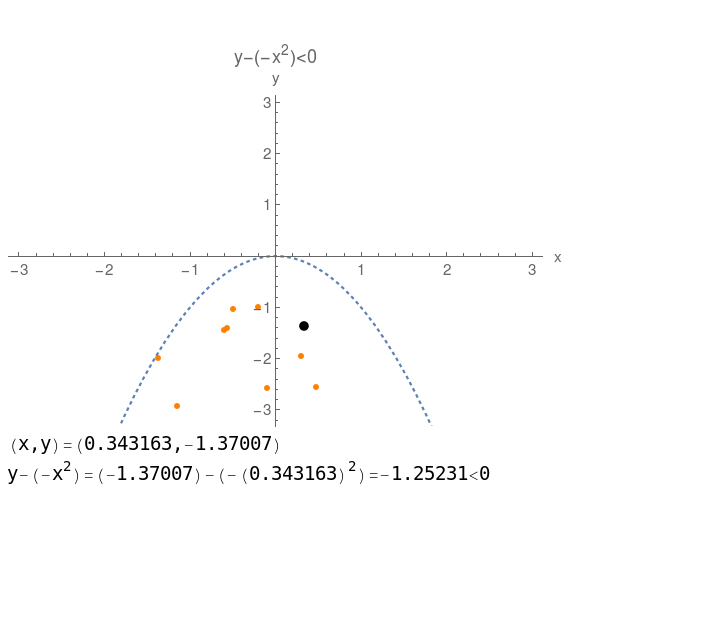 y-(-x²)<0
y
3
2
1
-3 -2 -1 1 2 3 x
-1
-2
-3
(x,y)=(0.343163,-1.37007)
y-(-x²)=(-1.37007)-(-(0.343163)²)=-1.25231<0